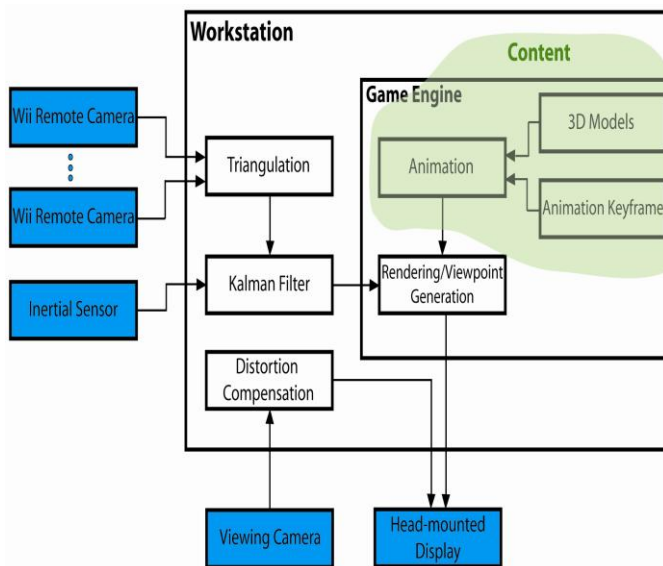 Workstation
Content
Game Engine
Wii Remote Camera
3D Models
Triangulation
Animation
Wii Remote Camera
Animation Keyframe
Inertial Sensor
Kalman Filter
Rendering/Viewpoint
Generation
Distortion
Compensation
Viewing Camera
Head-mounted
Display